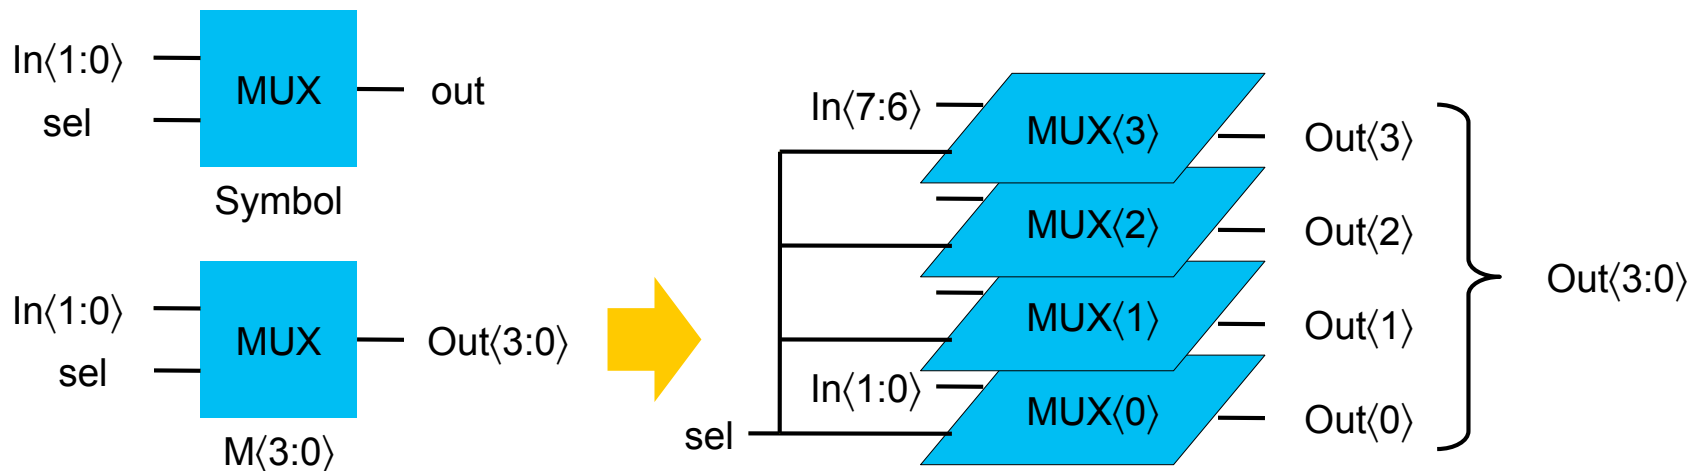 In⟨1:0⟩
sel
MUX
out
Symbol
In⟨1:0⟩
sel
MUX
Out⟨3:0⟩
M⟨3:0⟩
In⟨7:6⟩
MUX⟨3⟩
Out⟨3⟩
MUX⟨2⟩
Out⟨2⟩
MUX⟨1⟩
Out⟨1⟩
In⟨1:0⟩
MUX⟨0⟩
Out⟨0⟩
sel
Out⟨3:0⟩